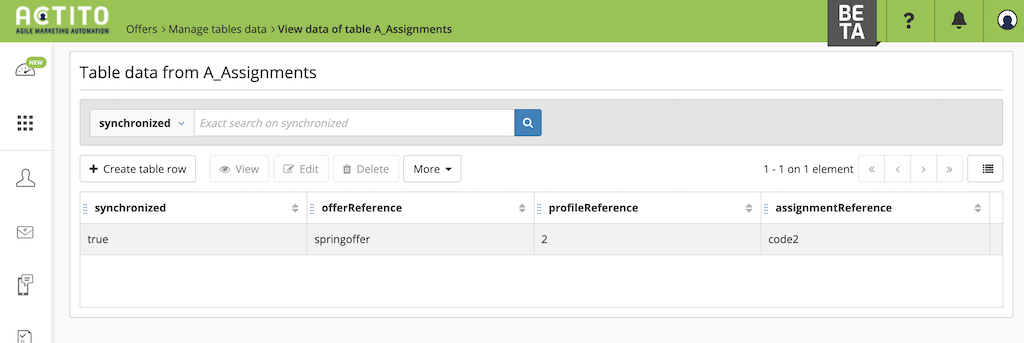 ACTITO
AGILE MARKETING AUTOMATION
Offers > Manage tables data > View data of table A_Assignments
BE
TA
?
NEW
Table data from A_Assignments
synchronized Exact search on synchronized
+ Create table row View Edit Delete More 1 - 1 on 1 element « ‹ › »
synchronized offerReference profileReference assignmentReference
true springoffer 2 code2